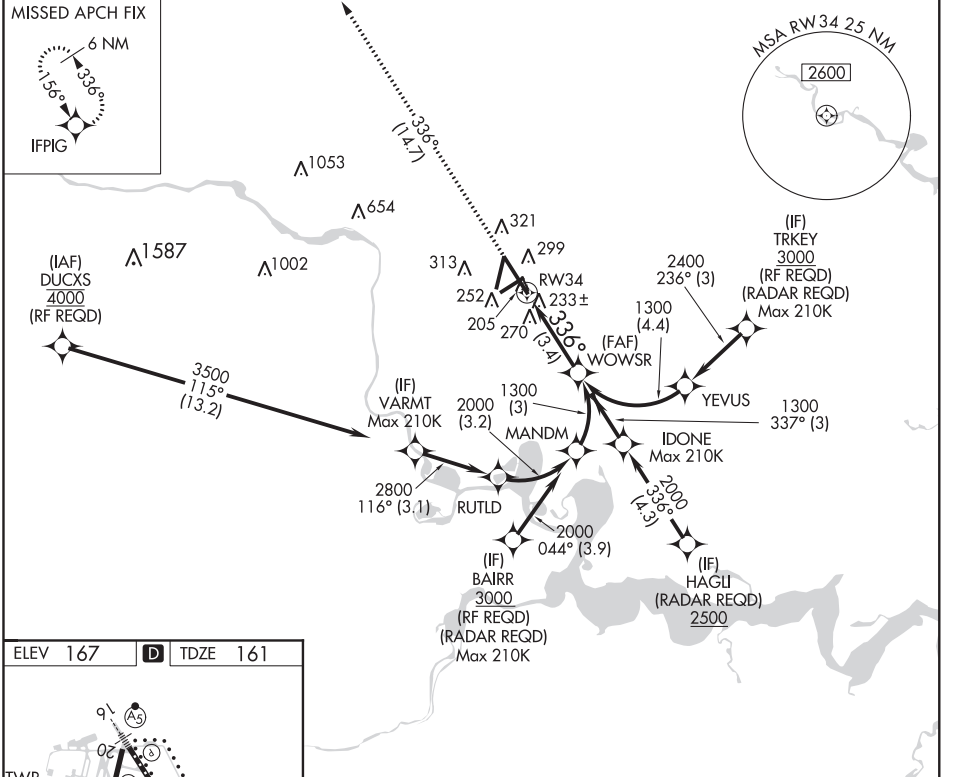 MISSED APCH FIX
6 NM
336°
156°
IFPIG
MSA RW34 25 NM
2600
336°
(14.7)
1053
654
1587
1002
321
299
313
252
205
270
233±
RW34
(IAF)
DUCXS
4000
(RF REQD)
3500
115°
(13.2)
(IF)
TRKEY
3000
(RF REQD)
(RADAR REQD)
Max 210K
2400
236° (3)
1300
(4.4)
336°
(3.4)
(FAF)
WOWSR
YEVUS
1300
337° (3)
IDONE
Max 210K
(IF)
VARMT
Max 210K
2000
(3.2)
1300
(3)
MANDM
2800
116° (3.1)
RUTLD
2000
044° (3.9)
2000
336°
(4.3)
(IF)
BAIRR
3000
(RF REQD)
(RADAR REQD)
Max 210K
(IF)
HAGLI
(RADAR REQD)
2500
ELEV 167
D
TDZE 161
16
A5
20
P
TWR